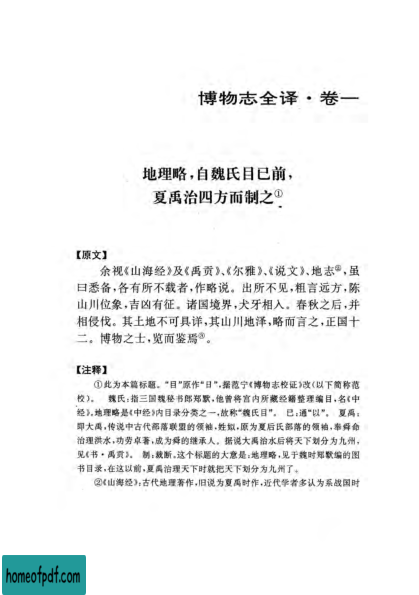 博物志全译·卷一
地理略，自魏氏目已前，
夏禹治四方而制之①
【原文】
余视《山海经》及《禹贡》、《尔雅》、《说文》、地志②，虽
曰悉备，各有所不载者，作略说。出所不见，粗言远方，陈
山川位象，吉凶有征。诸国境界，犬牙相入。春秋之后，并
相侵伐。其土地不可具详，其山川地泽，略而言之，正国十
二。博物之士，览而鉴焉③。
【注释】
①此为本篇标题。“目”原作“日”，据范宁《博物志校证》改（以下简称范
校）。 魏氏：指三国魏秘书郎郑默，他曾将宫内所藏经籍整理编目，名《中
经》，地理略是《中经》内目录分类之一，故称“魏氏目”。 已：通“以”。 夏禹：
即大禹，传说中古代部落联盟的领袖，姓姒，原为夏后氏部落的领袖，奉舜命
治理洪水，功劳卓著，成为舜的继承人。据说大禹治水后将天下划分为九州，
见《书·禹贡》。 制：裁断。这个标题的大意是：地理略，见于魏时郑默编的图
书目录，在这以前，夏禹治理天下时就把天下划分为九州了。
②《山海经》：古代地理著作，旧说为夏禹时作，近代学者多认为系战国时
homeofpdf.com